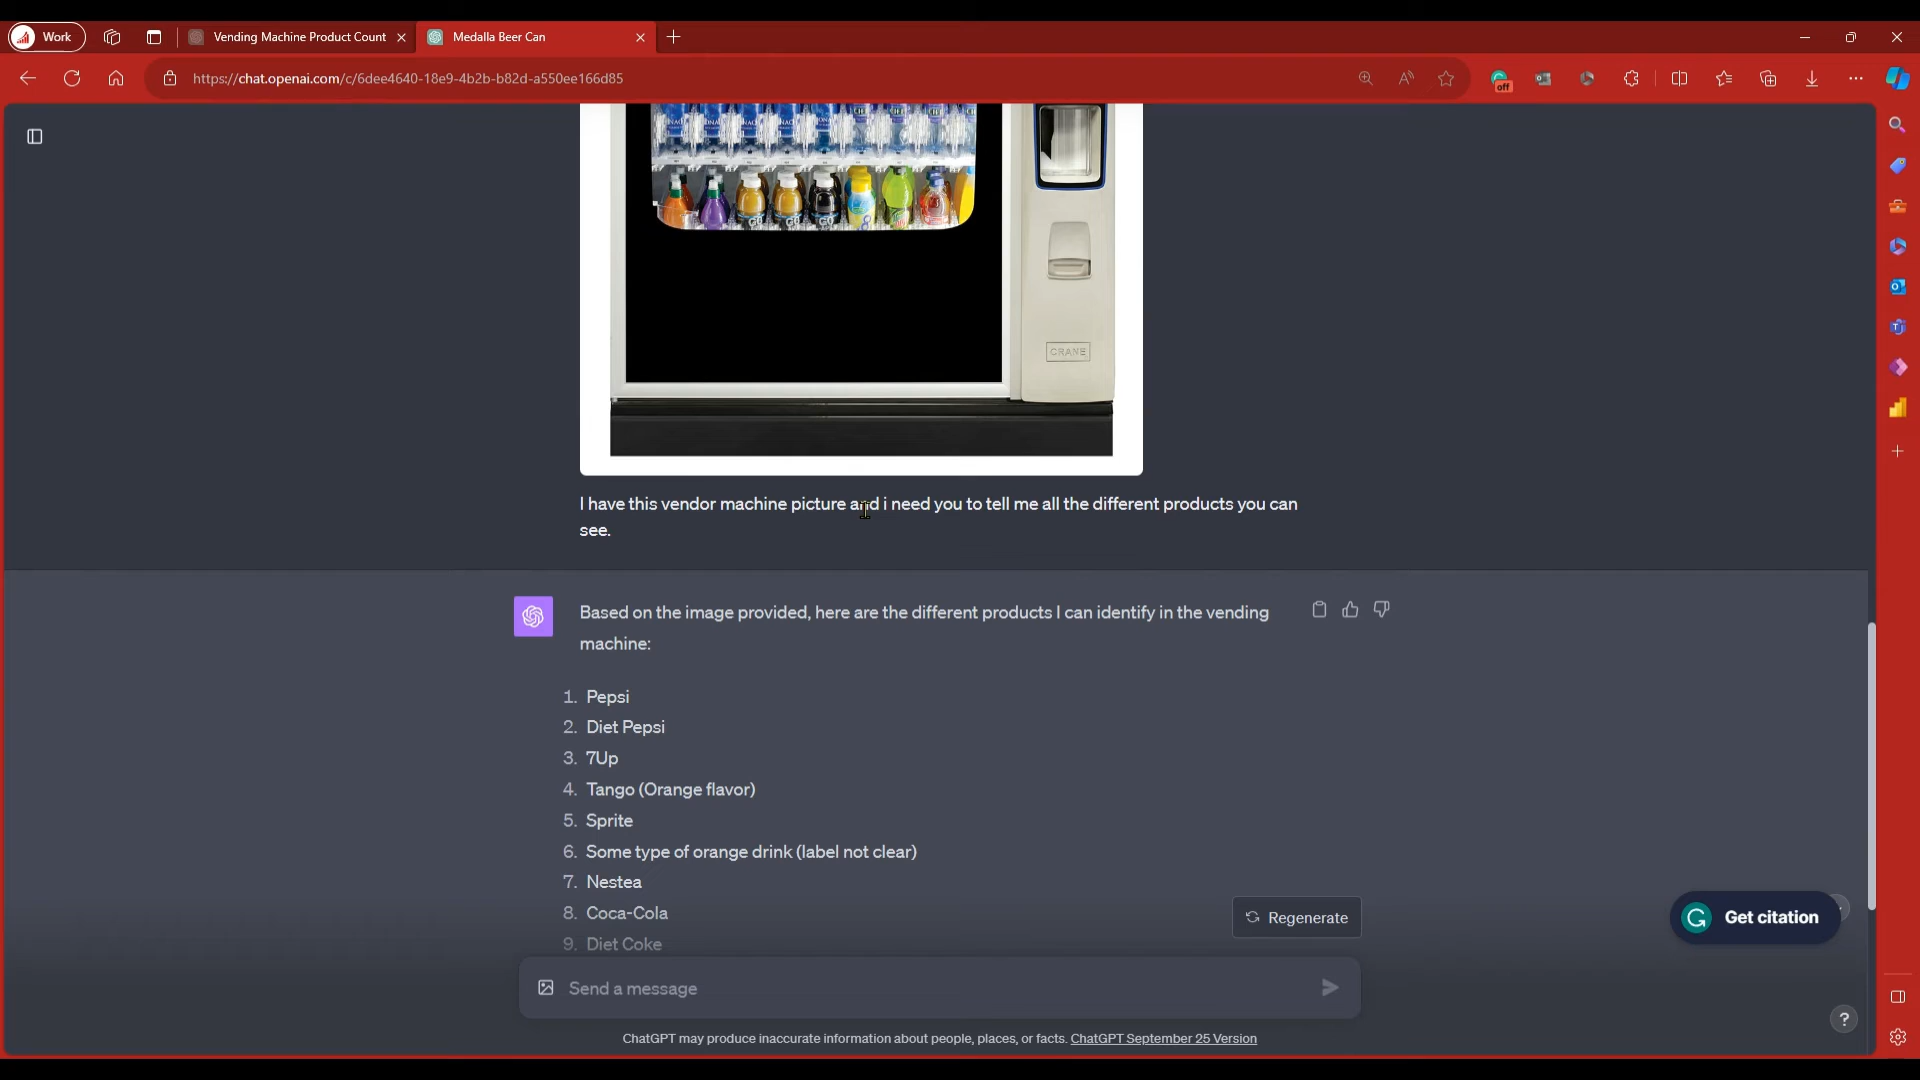 Work
Vending Machine Product Count
Medalla Beer Can
https://chat.openai.com/c/6dee4640-18e9-4b2b-b82d-a550ee166d85
off
GO
GO
GO
CRANE
I have this vendor machine picture and i need you to tell me all the different products you can
see.
Based on the image provided, here are the different products I can identify in the vending
machine:
1. Pepsi
2. Diet Pepsi
3. 7Up
4. Tango (Orange flavor)
5. Sprite
6. Some type of orange drink (label not clear)
7. Nestea
8. Coca-Cola
9. Diet Coke
Regenerate
Get citation
Send a message
ChatGPT may produce inaccurate information about people, places, or facts. ChatGPT September 25 Version
?